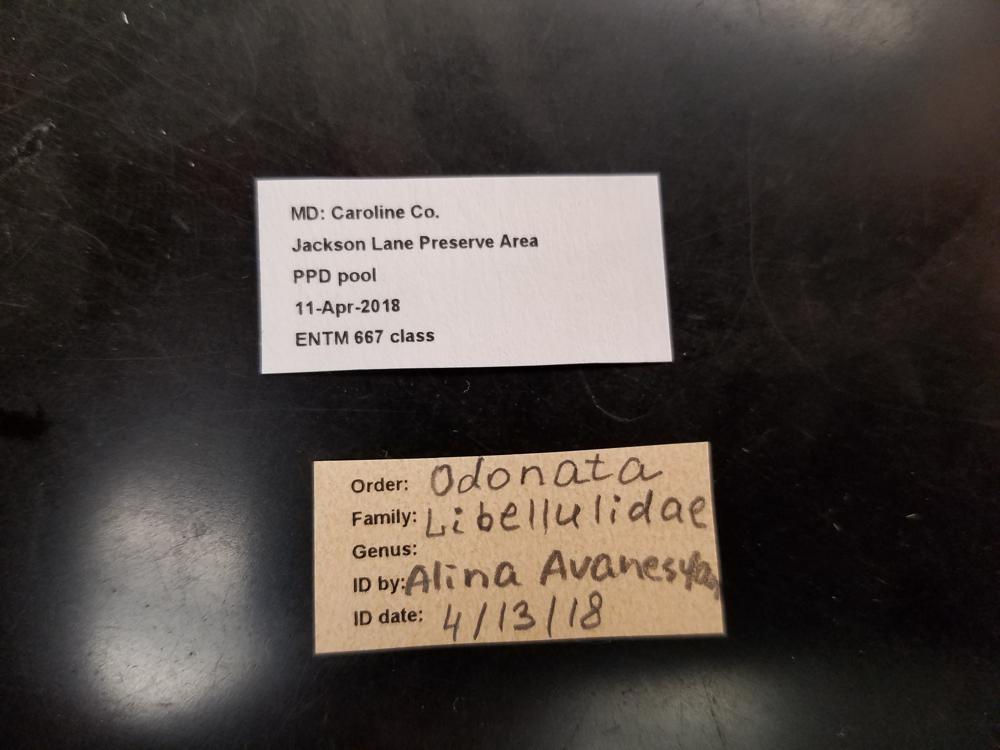 MD: Caroline Co.
Jackson Lane Preserve Area
PPD pool
11-Apr-2018
ENTM 667 class
Order: Odonata
Family: Libellulidae
Genus:
ID by: Alina Avanesyan
ID date: 4/13/18